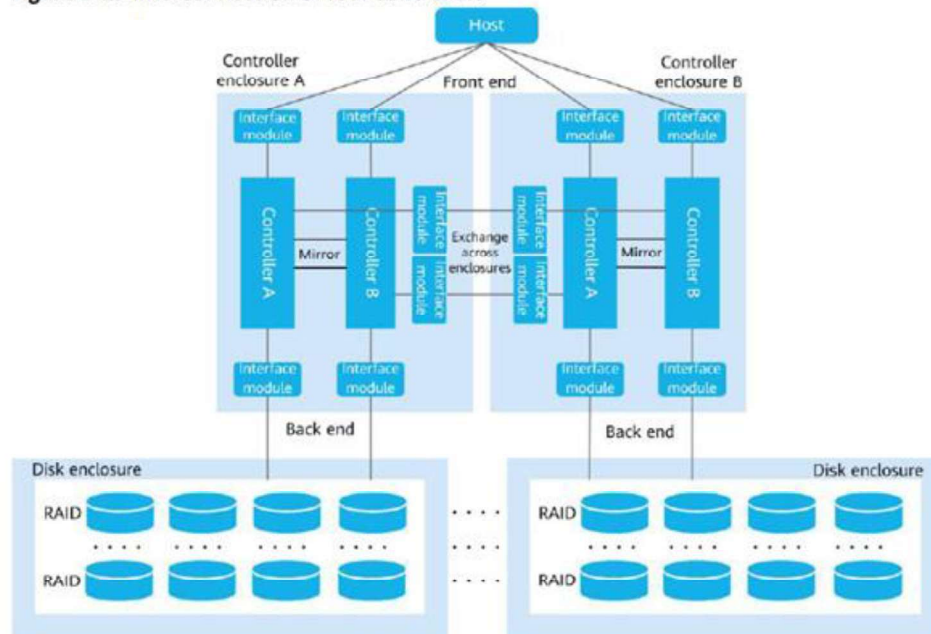 Host
Controller
enclosure A
Front end
Controller
enclosure B
Interface
module
Interface
module
Interface
module
Interface
module
Controller A
Mirror
Controller B
Interface
module
Interface
module
Exchange
across
enclosures
Interface
module
Interface
module
Controller A
Mirror
Controller B
Interface
module
Interface
module
Interface
module
Interface
module
Back end
Back end
Disk enclosure
Disk enclosure
RAID
RAID
RAID
RAID